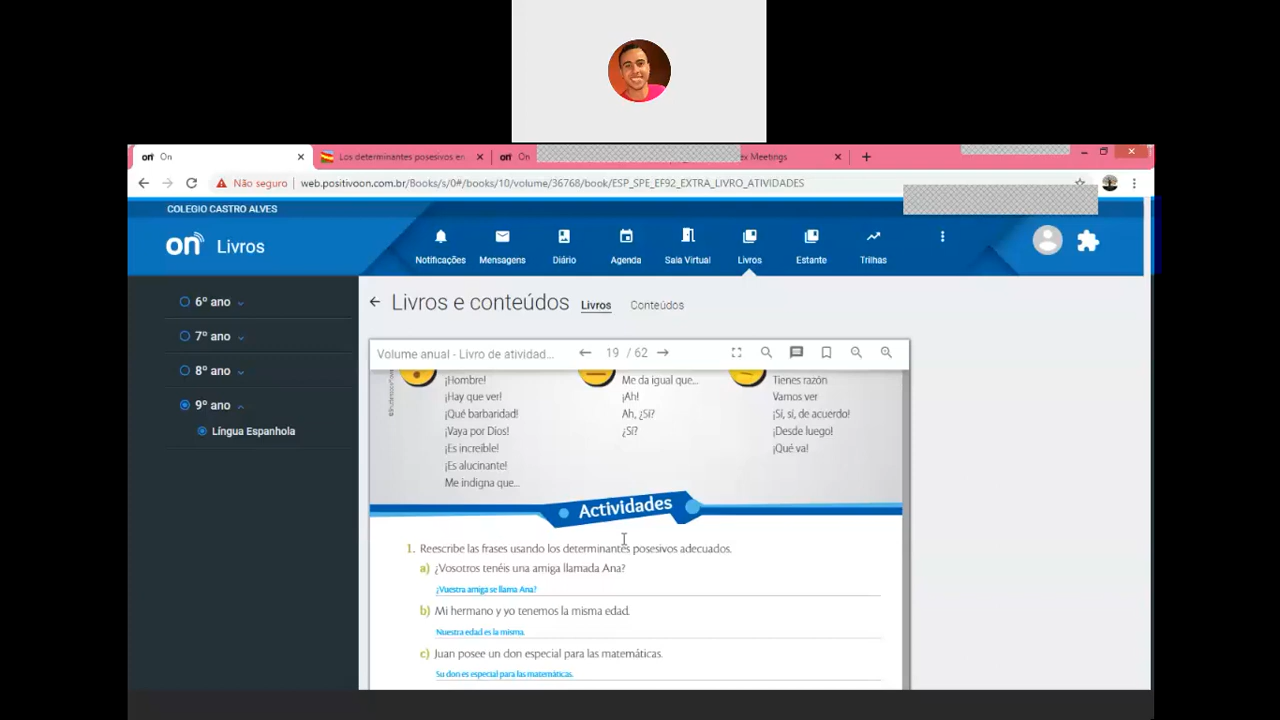 On
Los determinantes posesivos en
On
ex Meetings
Não seguro
web.positivoon.com.br/Books/s/0#/books/10/volume/36768/book/ESP_SPE_EF92_EXTRA_LIVRO_ATIVIDADES
COLEGIO CASTRO ALVES
on Livros
Notificações Mensagens Diário Agenda Sala Virtual Livros Estante Trilhas
6º ano
7º ano
8º ano
9º ano
Língua Espanhola
Livros e conteúdos Livros Conteúdos
Volume anual - Livro de atividad... 19 / 62
¡Hombre!
¡Hay que ver!
¡Qué barbaridad!
¡Vaya por Dios!
¡Es increíble!
¡Es alucinante!
Me indigna que...
Me da igual que...
¡Ah!
Ah, ¿Sí?
¿Sí?
Tienes razón
Vamos ver
¡Sí, sí, de acuerdo!
¡Desde luego!
¡Qué va!
Actividades
1. Reescribe las frases usando los determinantes posesivos adecuados.
a) ¿Vosotros tenéis una amiga llamada Ana?
¿Vuestra amiga se llama Ana?
b) Mi hermano y yo tenemos la misma edad.
Nuestra edad es la misma.
c) Juan posee un don especial para las matemáticas.
Su don es especial para las matemáticas.